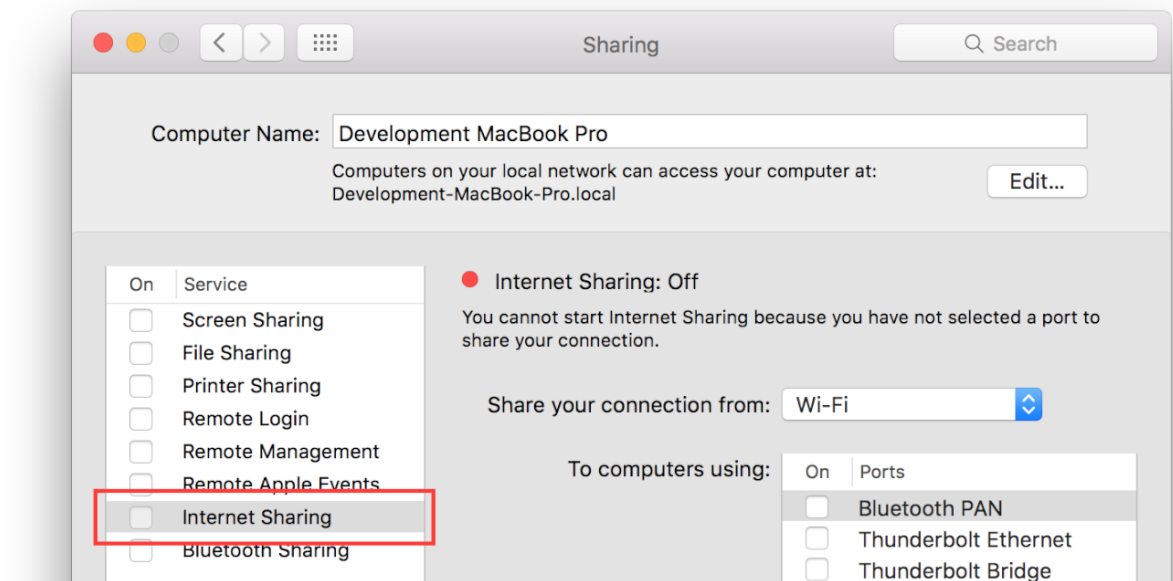 Sharing
Search
Computer Name: Development MacBook Pro
Computers on your local network can access your computer at:
Development-MacBook-Pro.local
Edit...
On Service
Screen Sharing
File Sharing
Printer Sharing
Remote Login
Remote Management
Remote Apple Events
Internet Sharing
Bluetooth Sharing
Internet Sharing: Off
You cannot start Internet Sharing because you have not selected a port to
share your connection.
Share your connection from: Wi-Fi
To computers using:
On Ports
Bluetooth PAN
Thunderbolt Ethernet
Thunderbolt Bridge